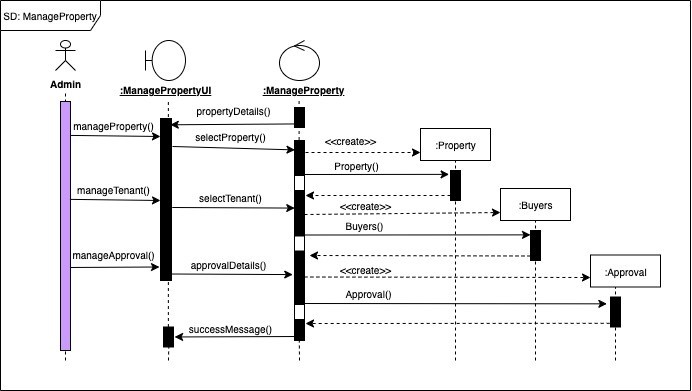 SD: ManageProperty
Admin
:ManagePropertyUI
:ManageProperty
propertyDetails()
manageProperty()
selectProperty()
<<create>>
:Property
Property()
manageTenant()
selectTenant()
<<create>>
:Buyers
Buyers()
manageApproval()
approvalDetails()
<<create>>
:Approval
Approval()
successMessage()